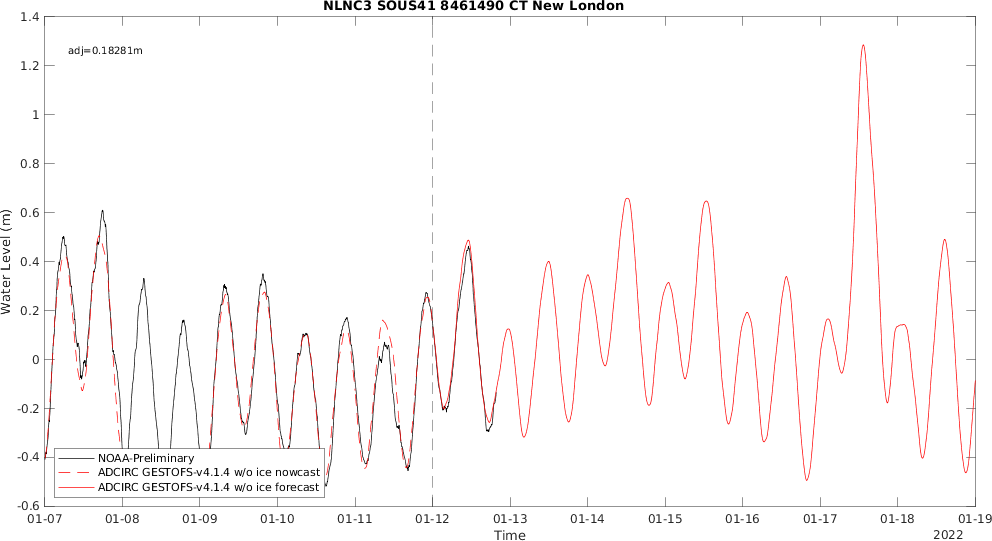 NLNC3 SOUS41 8461490 CT New London
adj=0.18281m
1.4
1.2
1
0.8
0.6
0.4
0.2
0
-0.2
-0.4
-0.6
Water Level (m)
NOAA-Preliminary
ADCIRC GESTOFS-v4.1.4 w/o ice nowcast
ADCIRC GESTOFS-v4.1.4 w/o ice forecast
01-07 01-08 01-09 01-10 01-11 01-12 01-13 01-14 01-15 01-16 01-17 01-18 01-19
Time
2022